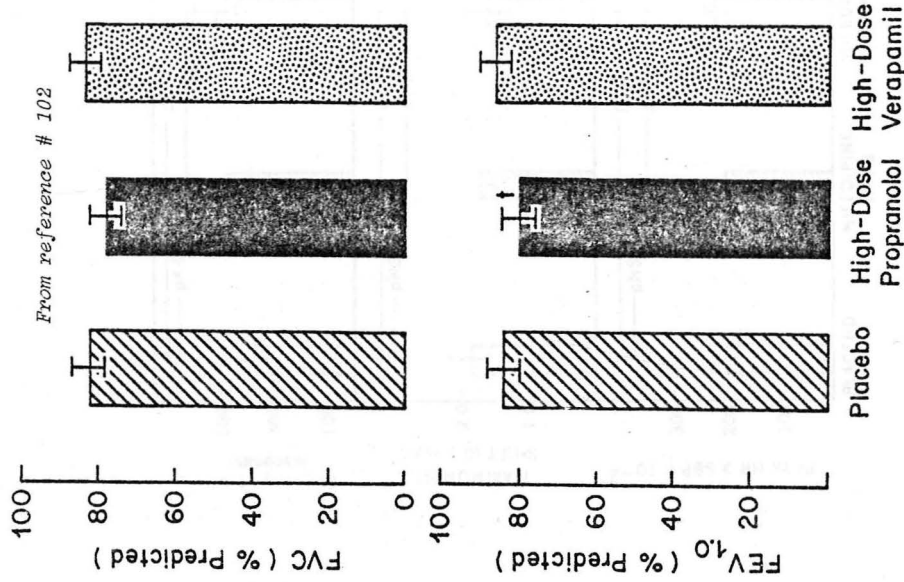 From reference # 102
FVC ( % Predicted )
100
80
60
40
20
0
FEV1.0 ( % Predicted )
100
80
60
40
20
t
Placebo
High-Dose
Propranolol
High-Dose
Verapamil